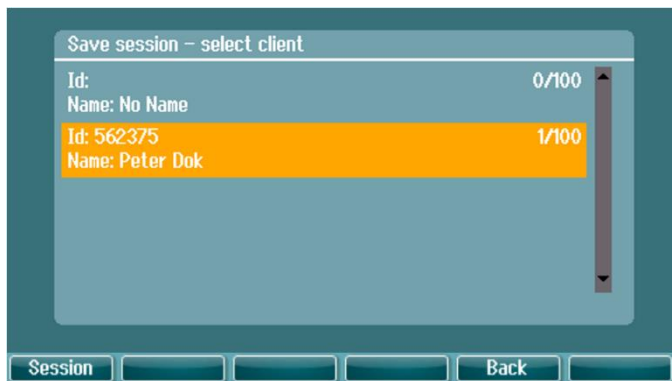 Save session – select client
Id: 0/100
Name: No Name
Id: 562375 1/100
Name: Peter Dok
Session Back